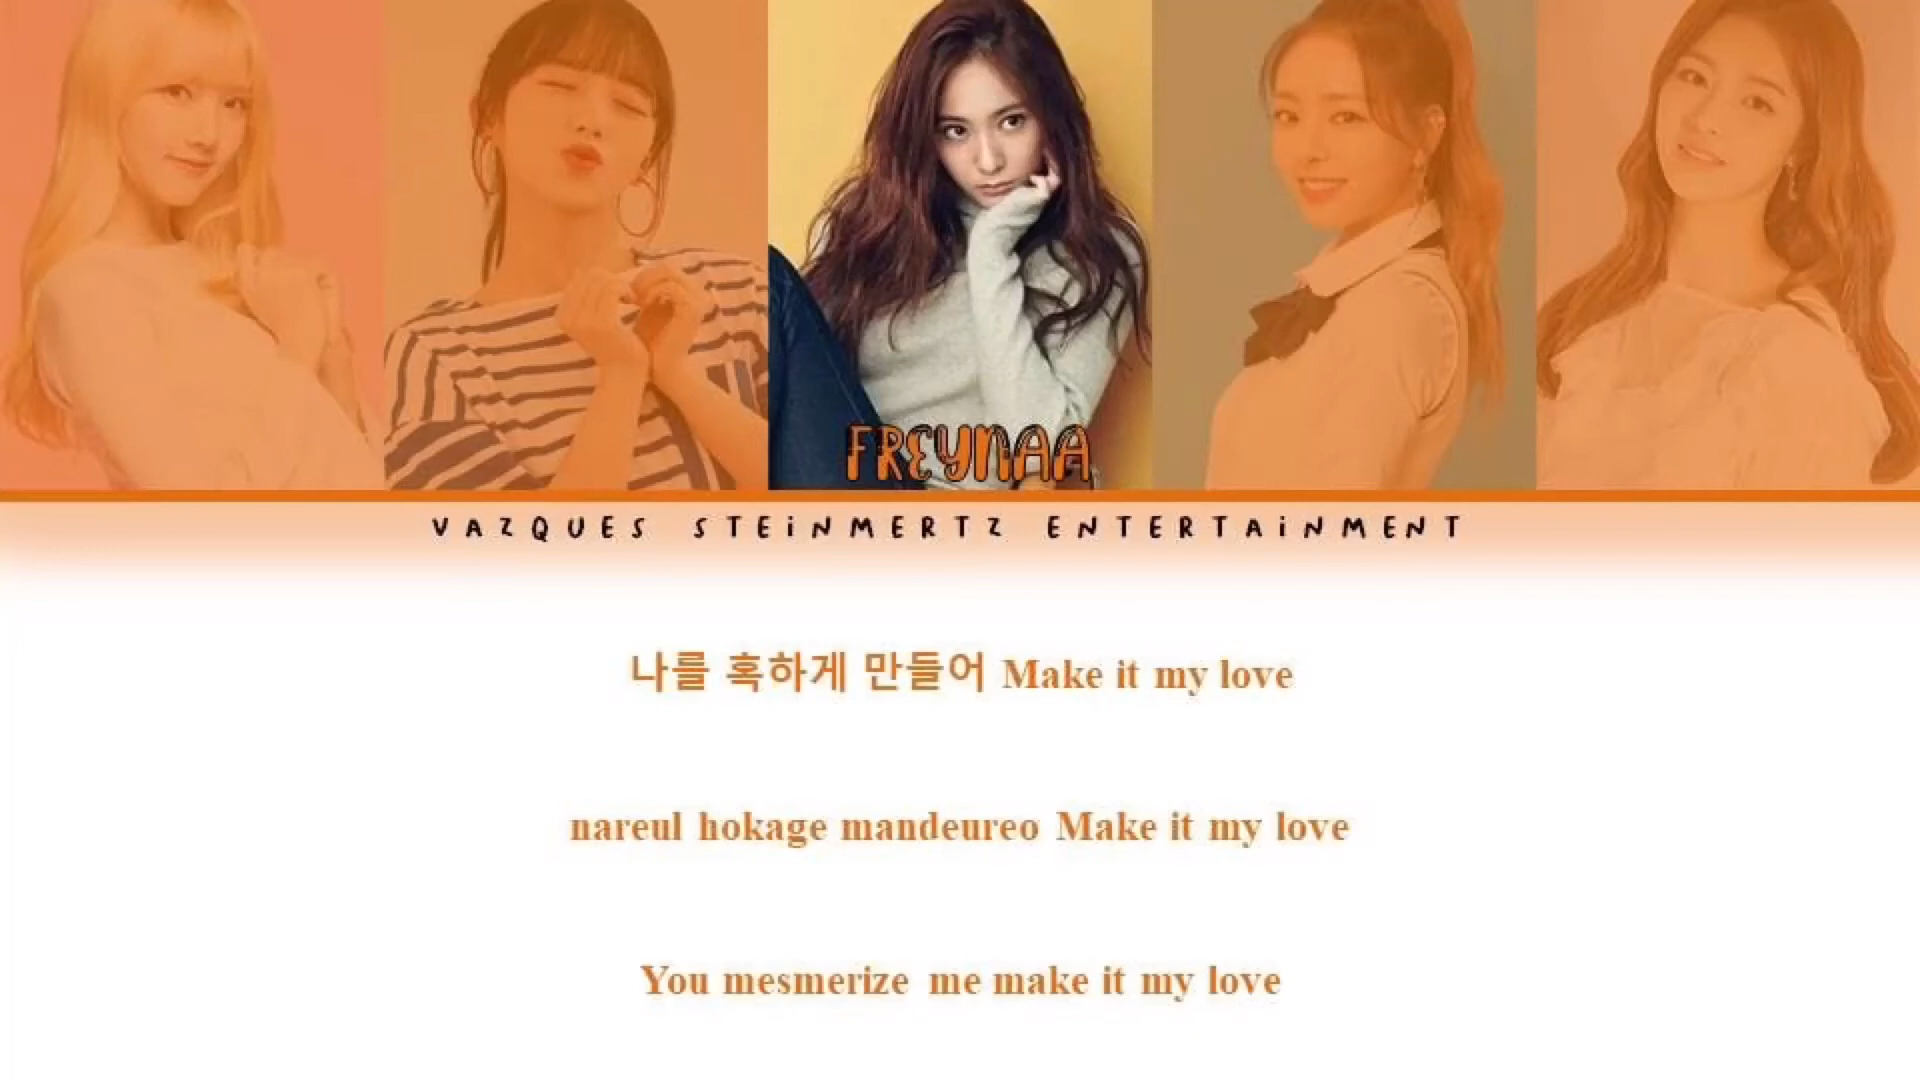 FREYNAA
VAZQUES STEiNMERTZ ENTERTAiNMENT
나를 혹하게 만들어 Make it my love
nareul hokage mandeureo Make it my love
You mesmerize me make it my love